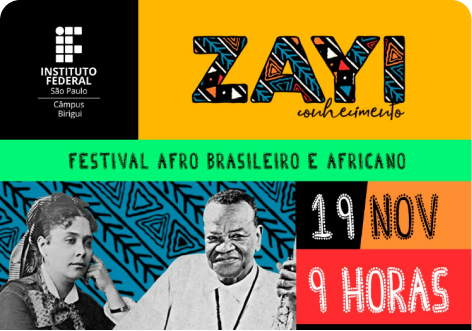 INSTITUTO
FEDERAL
São Paulo
Câmpus
Birigui
ZAYI
conhecimento
FESTIVAL AFRO BRASILEIRO E AFRICANO
19 NOV
9 HORAS